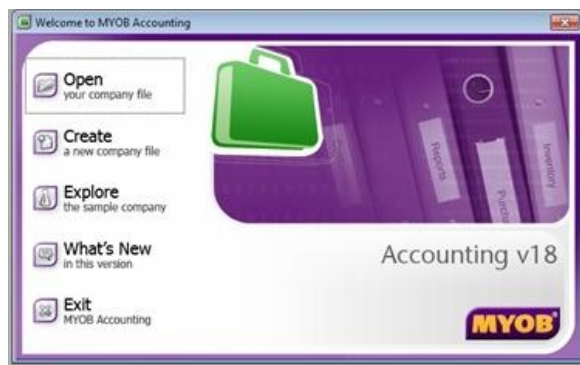 Welcome to MYOB Accounting
Open
your company file
Create
a new company file
Explore
the sample company
What's New
in this version
Exit
MYOB Accounting
Reports
Inventory
Accounting v18
MYOB